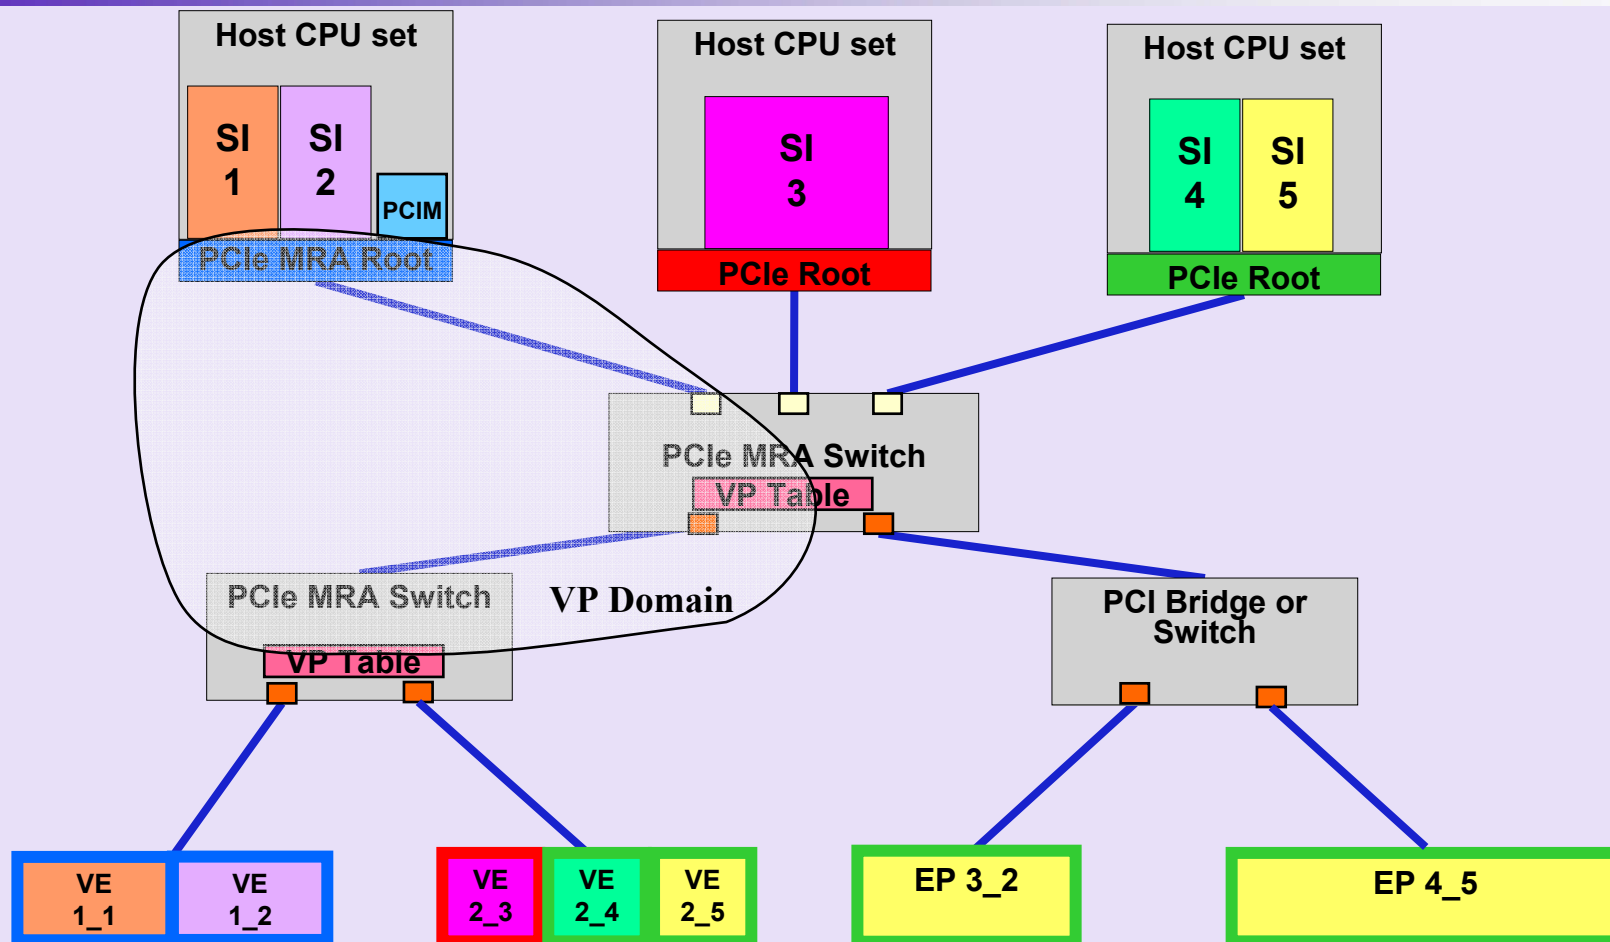 Host CPU set
Host CPU set
Host CPU set
SI
1
SI
2
PCIM
SI
3
SI
4
SI
5
PCIe MRA Root
PCIe Root
PCIe Root
PCIe MRA Switch
VP Table
PCIe MRA Switch
VP Table
VP Domain
PCI Bridge or
Switch
VE
1_1
VE
1_2
VE
2_3
VE
2_4
VE
2_5
EP 3_2
EP 4_5